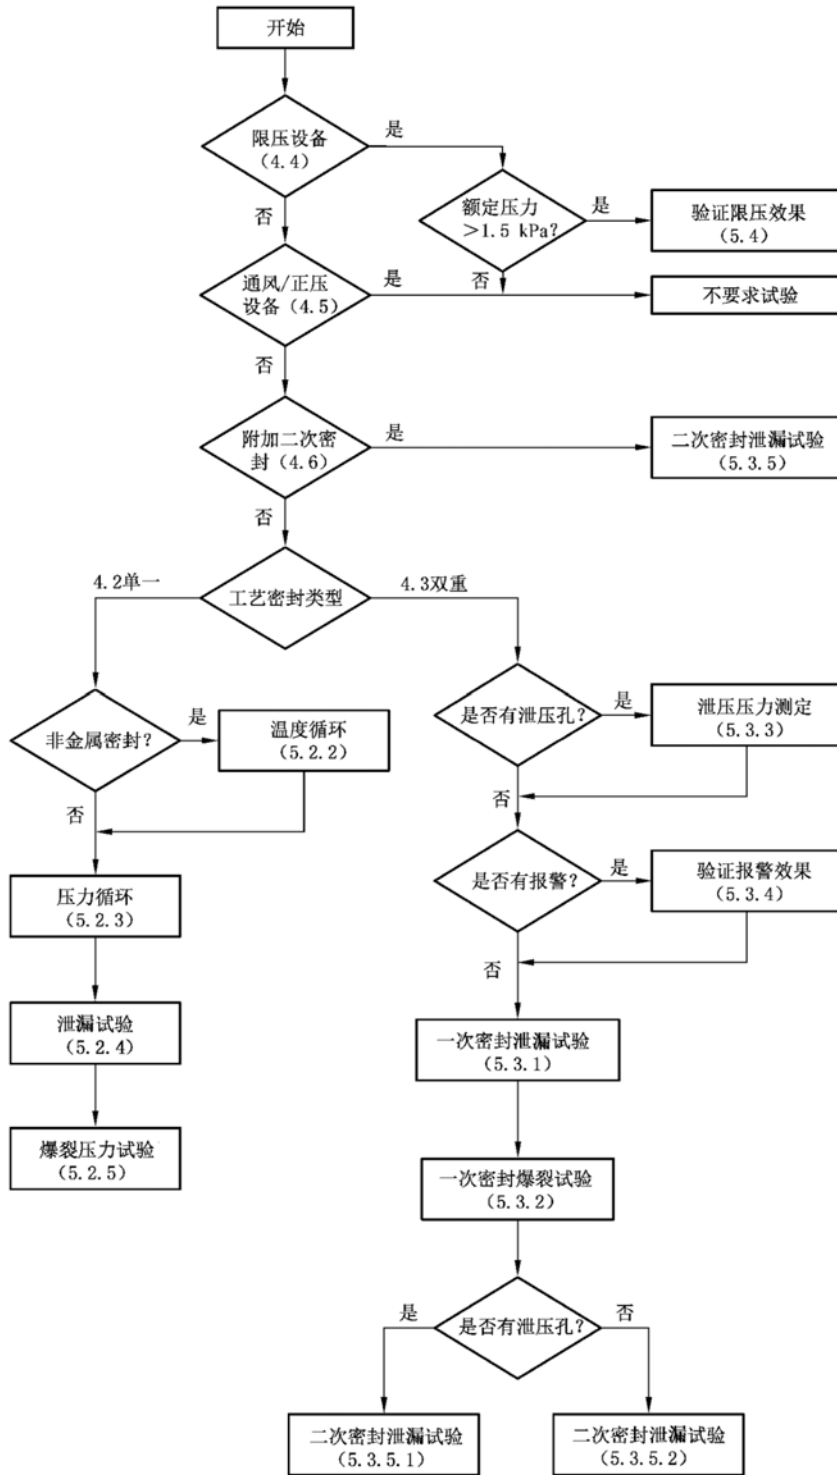 开始
限压设备
(4.4)
是
否
额定压力
>1.5 kPa?
是
否
验证限压效果
(5.4)
通风/正压
设备(4.5)
是
否
不要求试验
附加二次密
封(4.6)
是
否
二次密封泄漏试验
(5.3.5)
工艺密封类型
4.2单一
4.3双重
非金属密封?
是
否
温度循环
(5.2.2)
是否有泄压孔?
是
否
泄压压力测定
(5.3.3)
压力循环
(5.2.3)
是否有报警?
是
否
验证报警效果
(5.3.4)
泄漏试验
(5.2.4)
一次密封泄漏试验
(5.3.1)
爆裂压力试验
(5.2.5)
一次密封爆裂试验
(5.3.2)
是否有泄压孔?
是
否
二次密封泄漏试验
(5.3.5.1)
二次密封泄漏试验
(5.3.5.2)